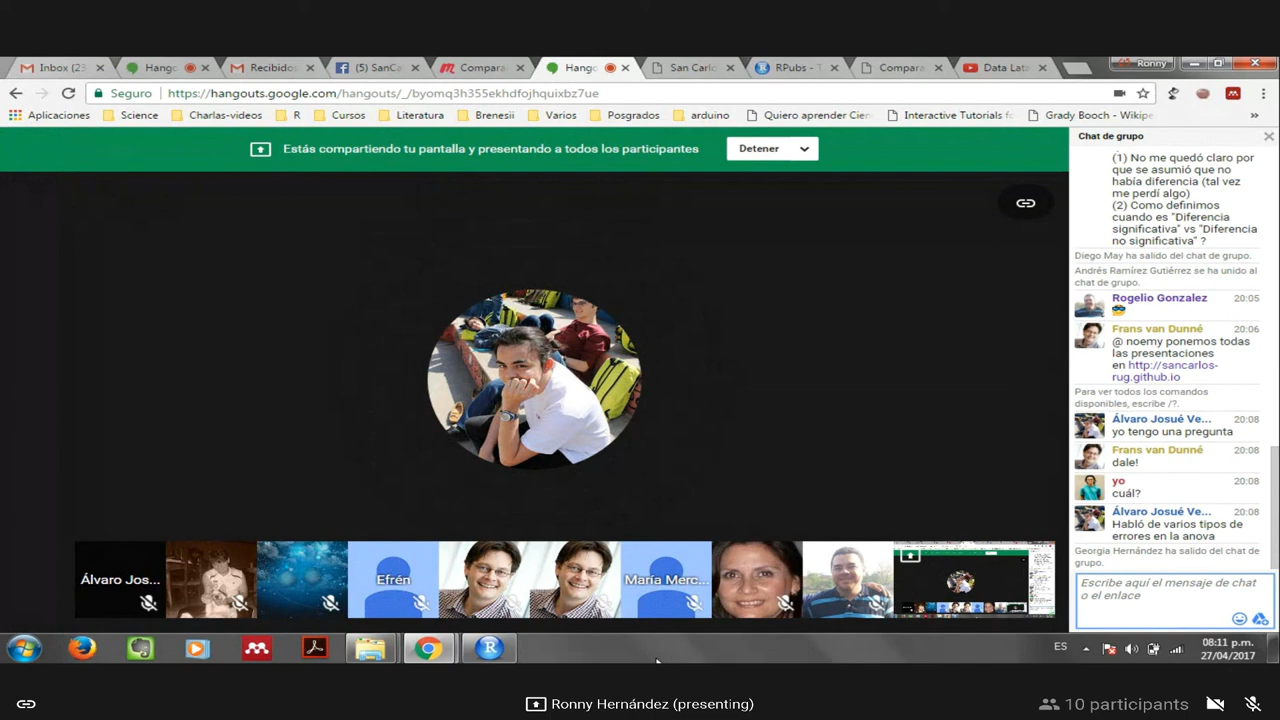 Inbox (23
Hango
Recibidos
(5) SanCa
Compara
Hang
San Carlo
RPubs - T
Compara
Data Lat
Ronny
Seguro
https://hangouts.google.com/hangouts/_/byomq3h355ekhdfojhquixbz7ue
Aplicaciones
Science
Charlas-videos
R
Cursos
Literatura
Brenesii
Varios
Posgrados
arduino
Quiero aprender Cien
Interactive Tutorials fo
Grady Booch - Wikipe
»
Estás compartiendo tu pantalla y presentando a todos los participantes
Detener
Chat de grupo
(1) No me quedó claro por
que se asumió que no
había diferencia (tal vez
me perdí algo)
(2) Como definimos
cuando es "Diferencia
significativa" vs "Diferencia
no significativa" ?
Diego May ha salido del chat de grupo.
Andrés Ramírez Gutiérrez se ha unido al
chat de grupo.
Rogelio Gonzalez 20:05
Frans van Dunné 20:06
@ noemy ponemos todas
las presentaciones
en http://sancarlos-
rug.github.io
Para ver todos los comandos
disponibles, escribe /?.
Álvaro Josué Ve... 20:08
yo tengo una pregunta
Frans van Dunné 20:08
dale!
yo 20:08
cuál?
Álvaro Josué Ve... 20:08
Habló de varios tipos de
errores en la anova
Georgia Hernández ha salido del chat de
grupo.
Escribe aquí el mensaje de chat
o el enlace
Álvaro Jos...
Efrén
María Merc...
ES
08:11 p.m.
27/04/2017
Ronny Hernández (presenting)
10 participants